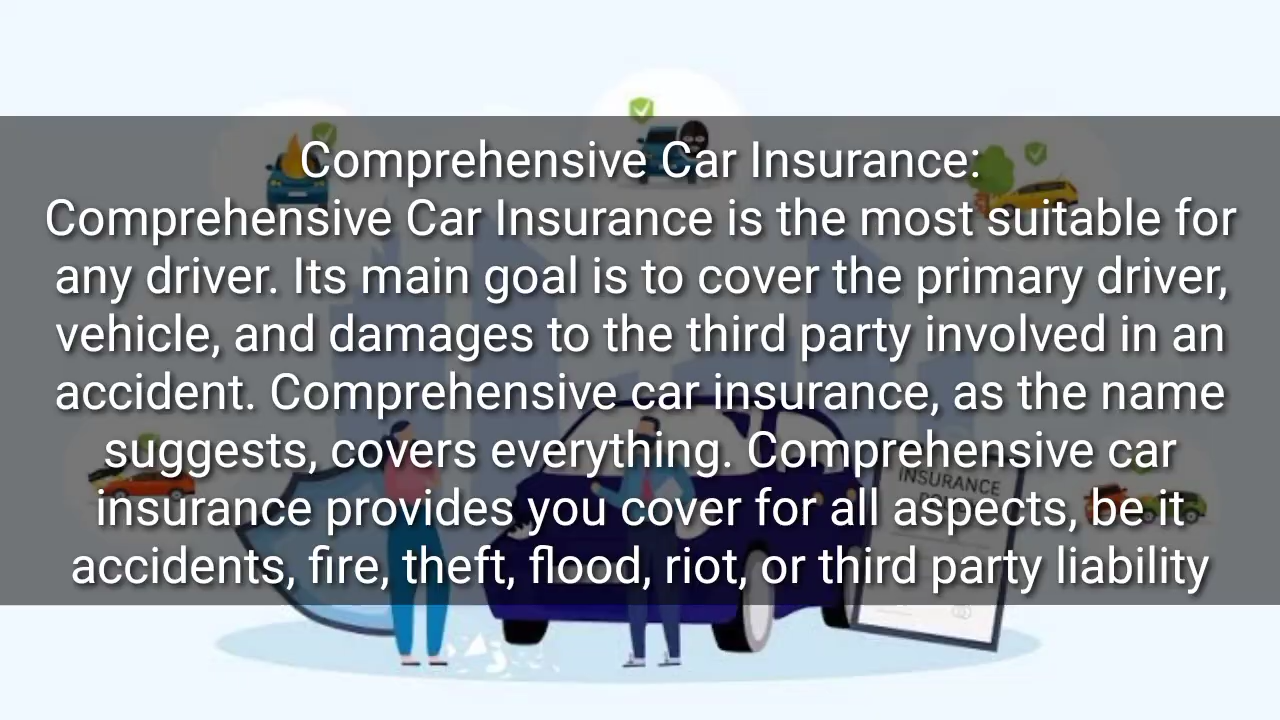 Comprehensive Car Insurance:
Comprehensive Car Insurance is the most suitable for
any driver. Its main goal is to cover the primary driver,
vehicle, and damages to the third party involved in an
accident. Comprehensive car insurance, as the name
suggests, covers everything. Comprehensive car
insurance provides you cover for all aspects, be it
accidents, fire, theft, flood, riot, or third party liability
INSURANCE